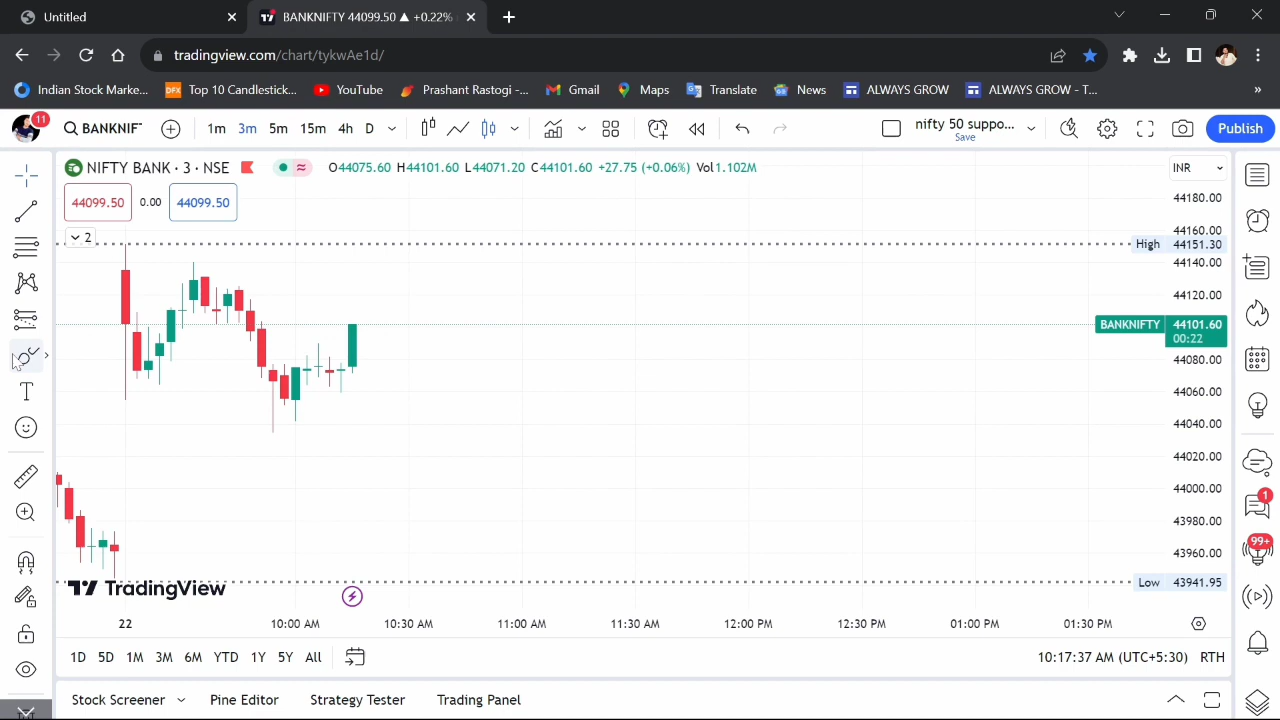 Untitled
BANKNIFTY 44099.50 ▲ +0.22%
tradingview.com/chart/tykwAe1d/
Indian Stock Marke...
DFX Top 10 Candlestick...
YouTube
Prashant Rastogi -...
Gmail
Maps
Translate
News
ALWAYS GROW
ALWAYS GROW - T...
»
11
BANKNIF
1m 3m 5m 15m 4h D
nifty 50 suppo...
Save
Publish
NIFTY BANK · 3 · NSE
O44075.60 H44101.60 L44071.20 C44101.60 +27.75 (+0.06%) Vol1.102M
INR
44099.50 0.00 44099.50
2
44180.00
44160.00
High 44151.30
44140.00
44120.00
BANKNIFTY 44101.60
00:22
44080.00
44060.00
44040.00
44020.00
44000.00
43980.00
43960.00
Low 43941.95
TradingView
22 10:00 AM 10:30 AM 11:00 AM 11:30 AM 12:00 PM 12:30 PM 01:00 PM 01:30 PM
1D 5D 1M 3M 6M YTD 1Y 5Y All
10:17:37 AM (UTC+5:30) RTH
Stock Screener Pine Editor Strategy Tester Trading Panel
1
99+